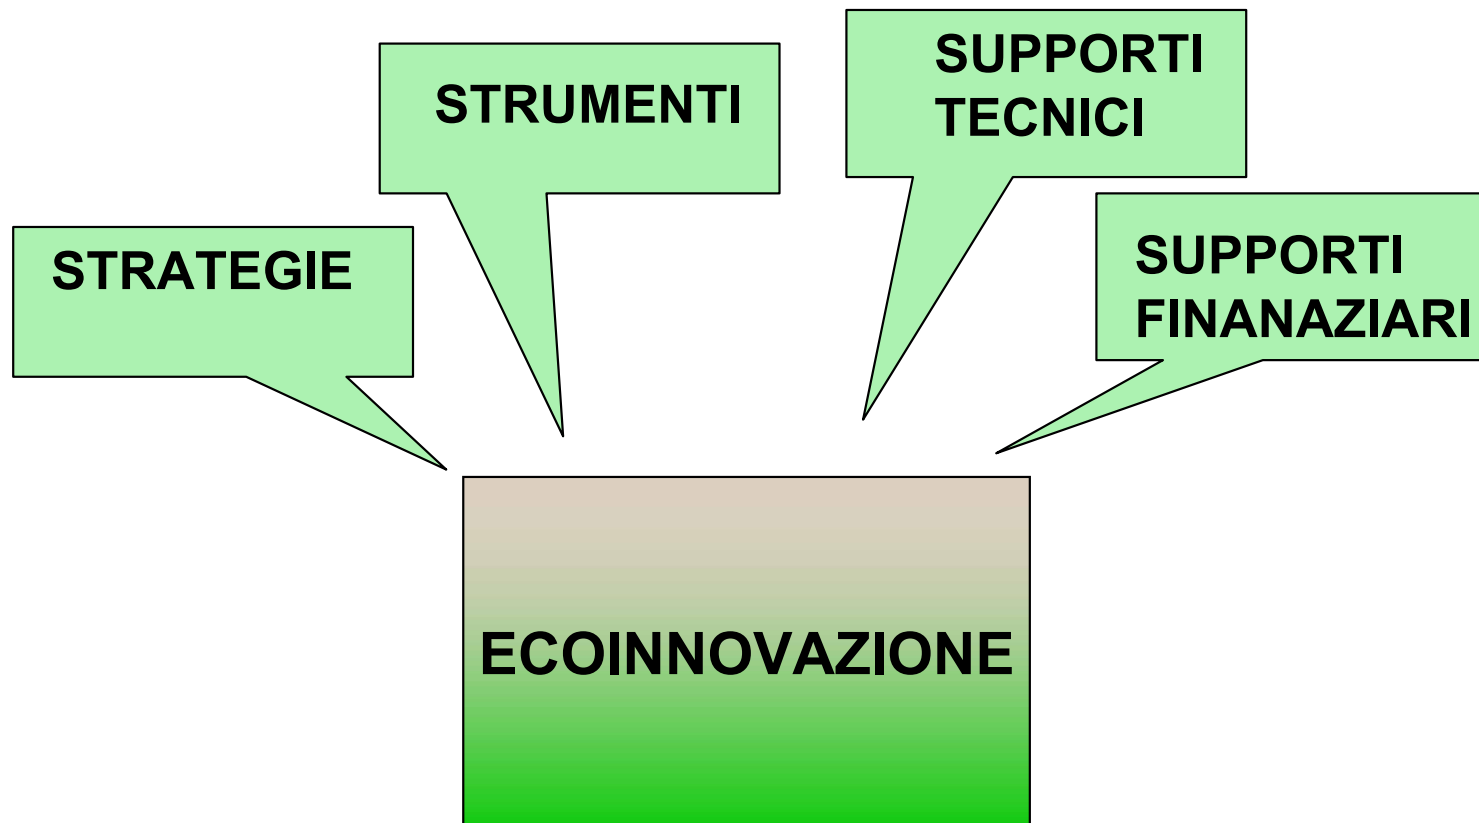 STRATEGIE
STRUMENTI
SUPPORTI
TECNICI
SUPPORTI
FINANAZIARI
ECOINNOVAZIONE